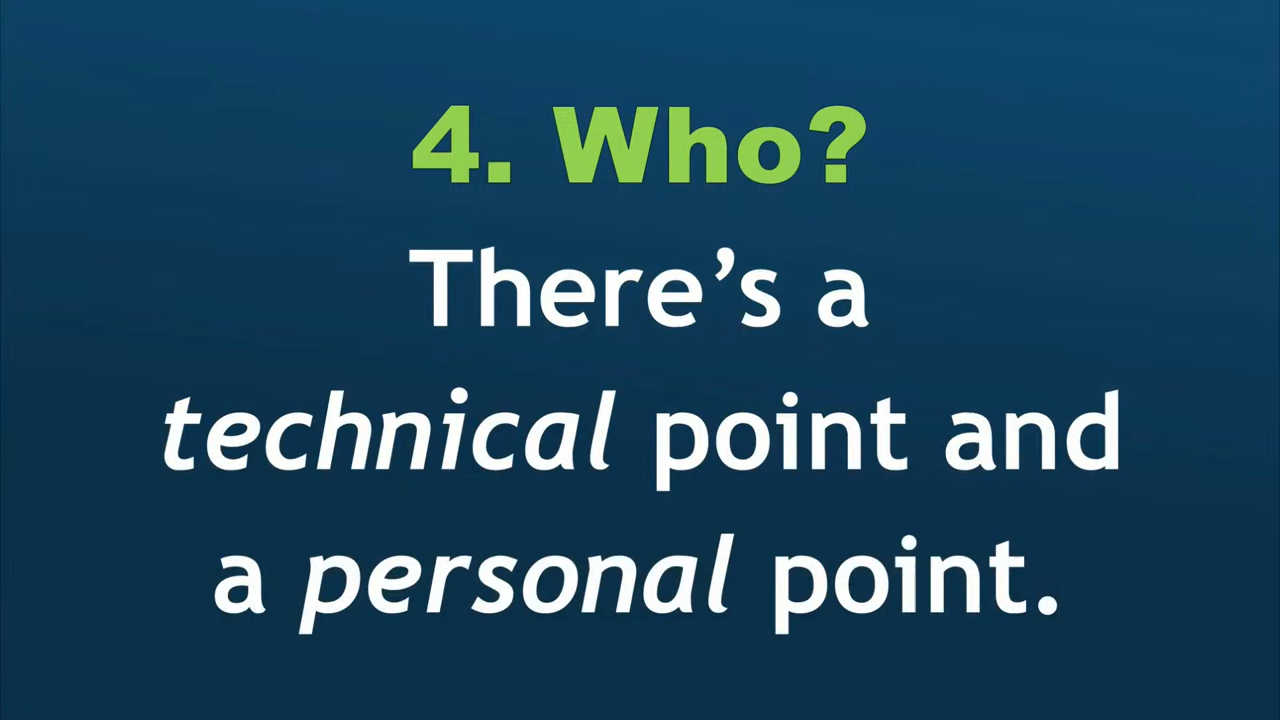 4. Who?
There’s a
technical point and
a personal point.